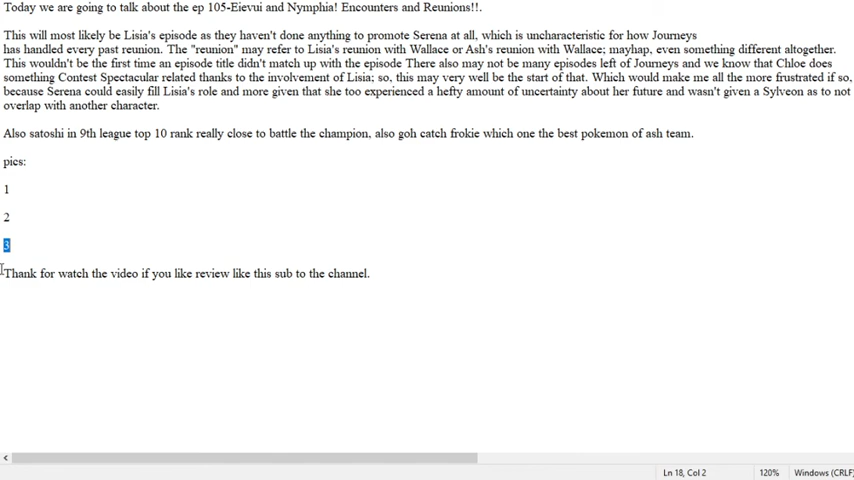 Today we are going to talk about the ep 105-Eievui and Nymphia! Encounters and Reunions!!.
This will most likely be Lisia's episode as they haven't done anything to promote Serena at all, which is uncharacteristic for how Journeys
has handled every past reunion. The "reunion" may refer to Lisia's reunion with Wallace or Ash's reunion with Wallace; mayhap, even something different altogether.
This wouldn't be the first time an episode title didn't match up with the episode There also may not be many episodes left of Journeys and we know that Chloe does
something Contest Spectacular related thanks to the involvement of Lisia; so, this may very well be the start of that. Which would make me all the more frustrated if so,
because Serena could easily fill Lisia's role and more given that she too experienced a hefty amount of uncertainty about her future and wasn't given a Sylveon as to not
overlap with another character.
Also satoshi in 9th league top 10 rank really close to battle the champion, also goh catch frokie which one the best pokemon of ash team.
pics:
1
2
3
Thank for watch the video if you like review like this sub to the channel.
Ln 18, Col 2
120%
Windows (CRLF)